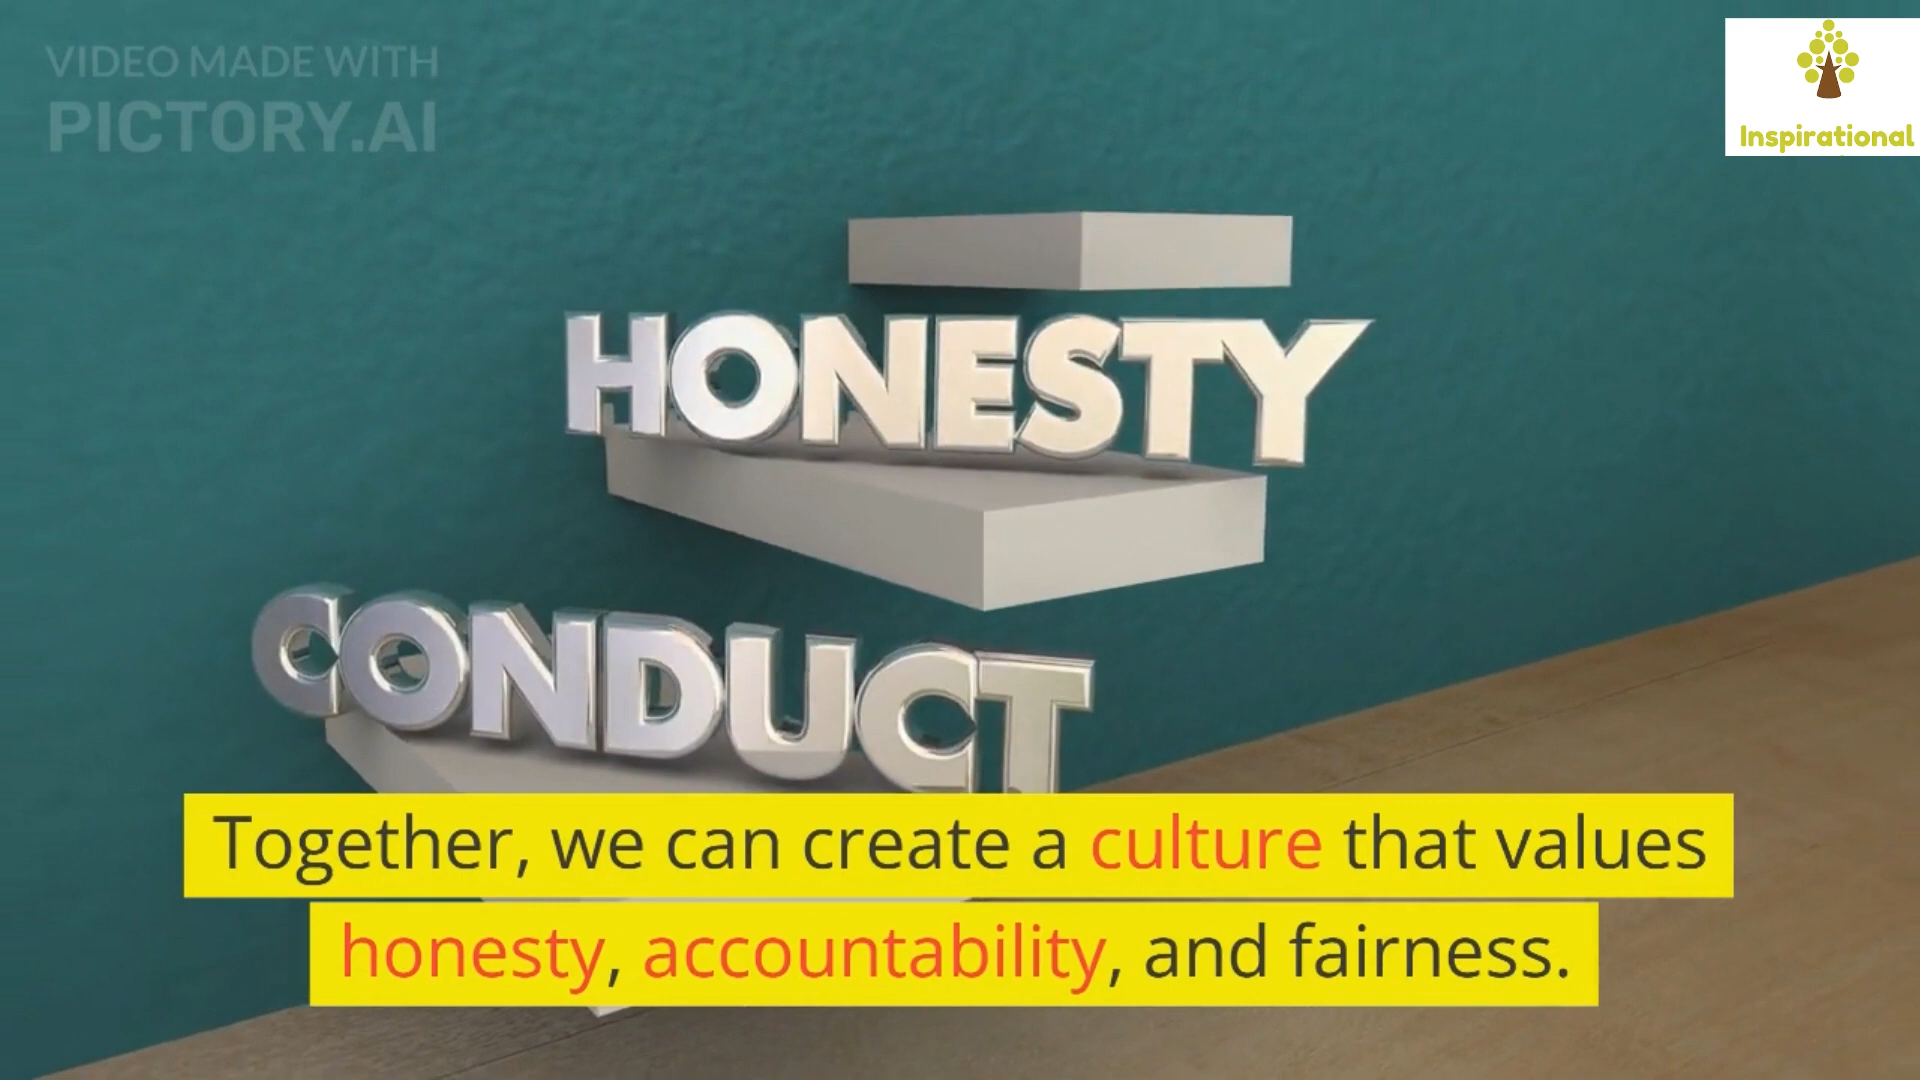 VIDEO MADE WITH
PICTORY.AI
Inspirational
HONESTY
CONDUCT
Together, we can create a culture that values
honesty, accountability, and fairness.